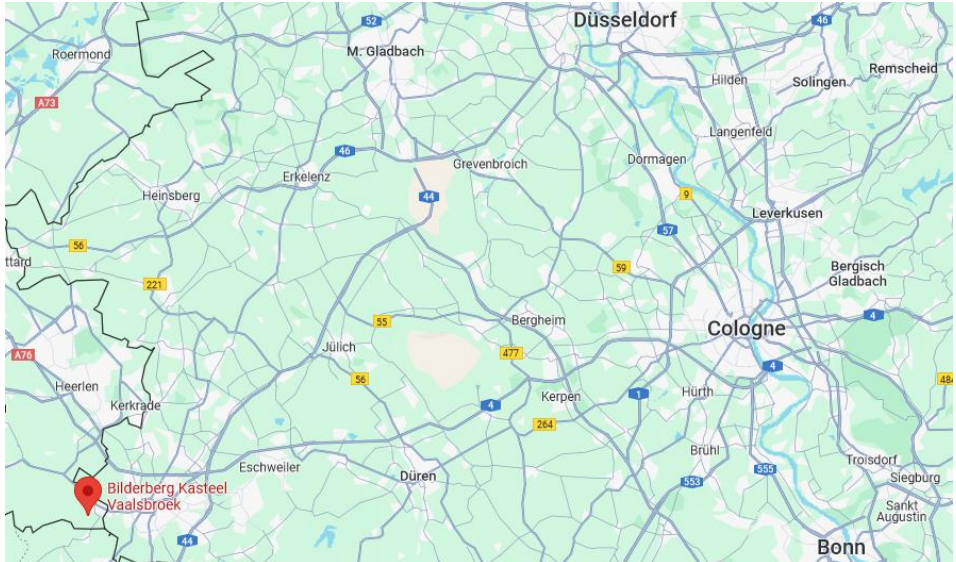 Düsseldorf
52
46
Roermond
M. Gladbach
Remscheid
Hilden
Solingen
A73
Langenfeld
46
Grevenbroich
Dormagen
Erkelenz
Heinsberg
44
9
Leverkusen
57
56
ttard
59
Bergisch
Gladbach
221
4
55
Bergheim
Cologne
Jülich
477
A76
4
56
484
Heerlen
Kerpen
1
Hürth
Kerkrade
4
264
Brühl
Troisdorf
Eschweiler
555
Düren
Siegburg
553
Bilderberg Kasteel
Vaalsbroek
Sankt
Augustin
44
Bonn